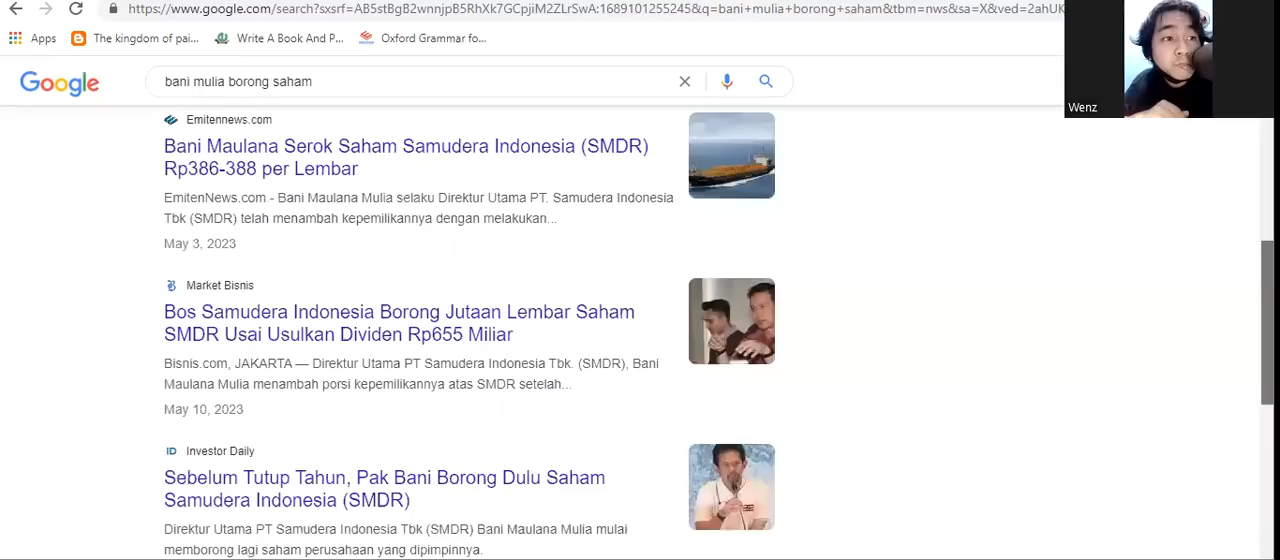 https://www.google.com/search?sxsrf=AB5stBgB2wnnjpB5RhXk7GCpjiM2ZLrSwA:1689101255245&q=bani+mulia+borong+saham&tbm=nws&sa=X&ved=2ahUK
Apps The kingdom of pai... Write A Book And P... Oxford Grammar fo...
Google bani mulia borong saham
Wenz
Emitennews.com
Bani Maulana Serok Saham Samudera Indonesia (SMDR)
Rp386-388 per Lembar
EmitenNews.com - Bani Maulana Mulia selaku Direktur Utama PT. Samudera Indonesia
Tbk (SMDR) telah menambah kepemilikannya dengan melakukan...
May 3, 2023
Market Bisnis
Bos Samudera Indonesia Borong Jutaan Lembar Saham
SMDR Usai Usulkan Dividen Rp655 Miliar
Bisnis.com, JAKARTA — Direktur Utama PT Samudera Indonesia Tbk. (SMDR), Bani
Maulana Mulia menambah porsi kepemilikannya atas SMDR setelah...
May 10, 2023
ID Investor Daily
Sebelum Tutup Tahun, Pak Bani Borong Dulu Saham
Samudera Indonesia (SMDR)
Direktur Utama PT Samudera Indonesia Tbk (SMDR) Bani Maulana Mulia mulai
memborong lagi saham perusahaan yang dipimpinnya.